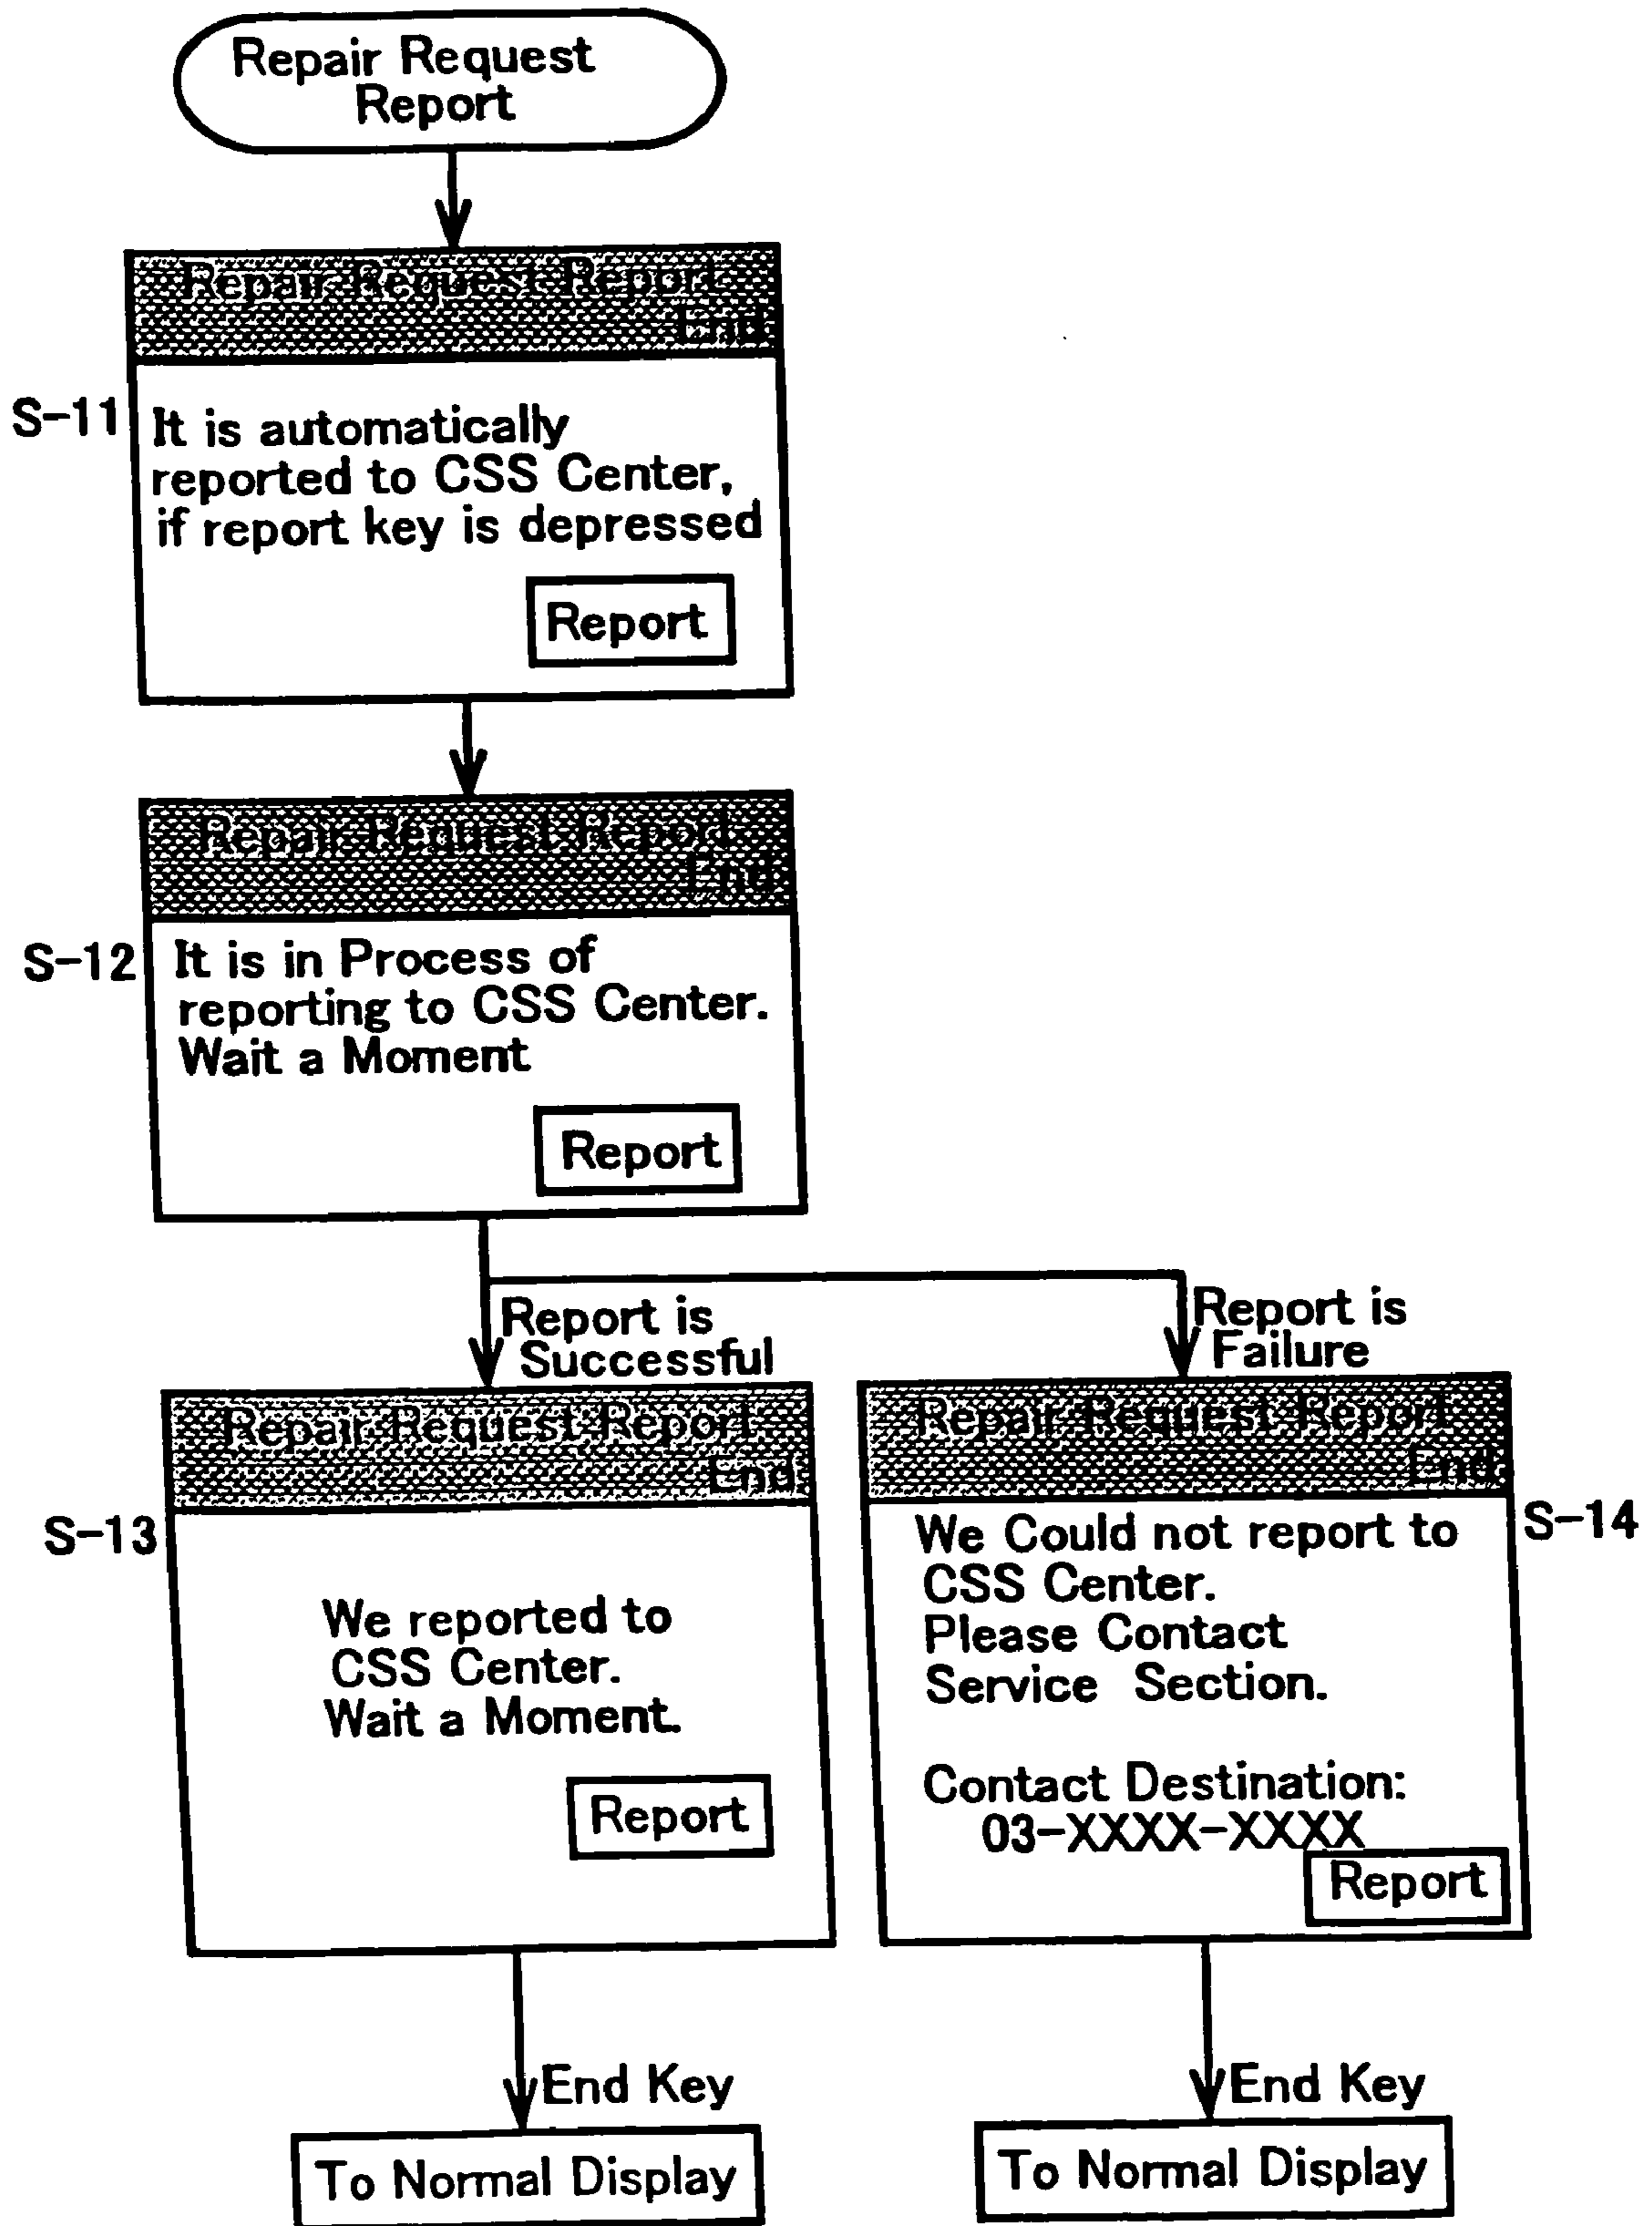 Repair Request
Report
Repair Request Report
End
S-11
It is automatically
reported to CSS Center,
if report key is depressed
Report
Repair Request Report
End
S-12
It is in Process of
reporting to CSS Center.
Wait a Moment
Report
Report is
Successful
Report is
Failure
Repair Request Report
End
S-13
We reported to
CSS Center.
Wait a Moment.
Report
Repair Request Report
End
S-14
We Could not report to
CSS Center.
Please Contact
Service Section.
Contact Destination:
03-XXXX-XXXX
Report
End Key
To Normal Display
End Key
To Normal Display